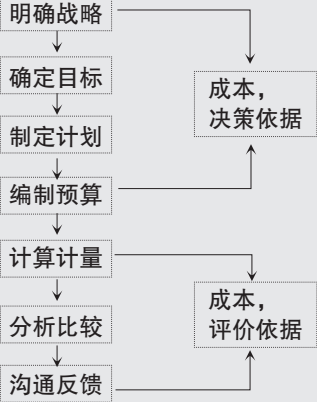 明确战略
确定目标
制定计划
编制预算
成本，
决策依据
计算计量
分析比较
沟通反馈
成本，
评价依据